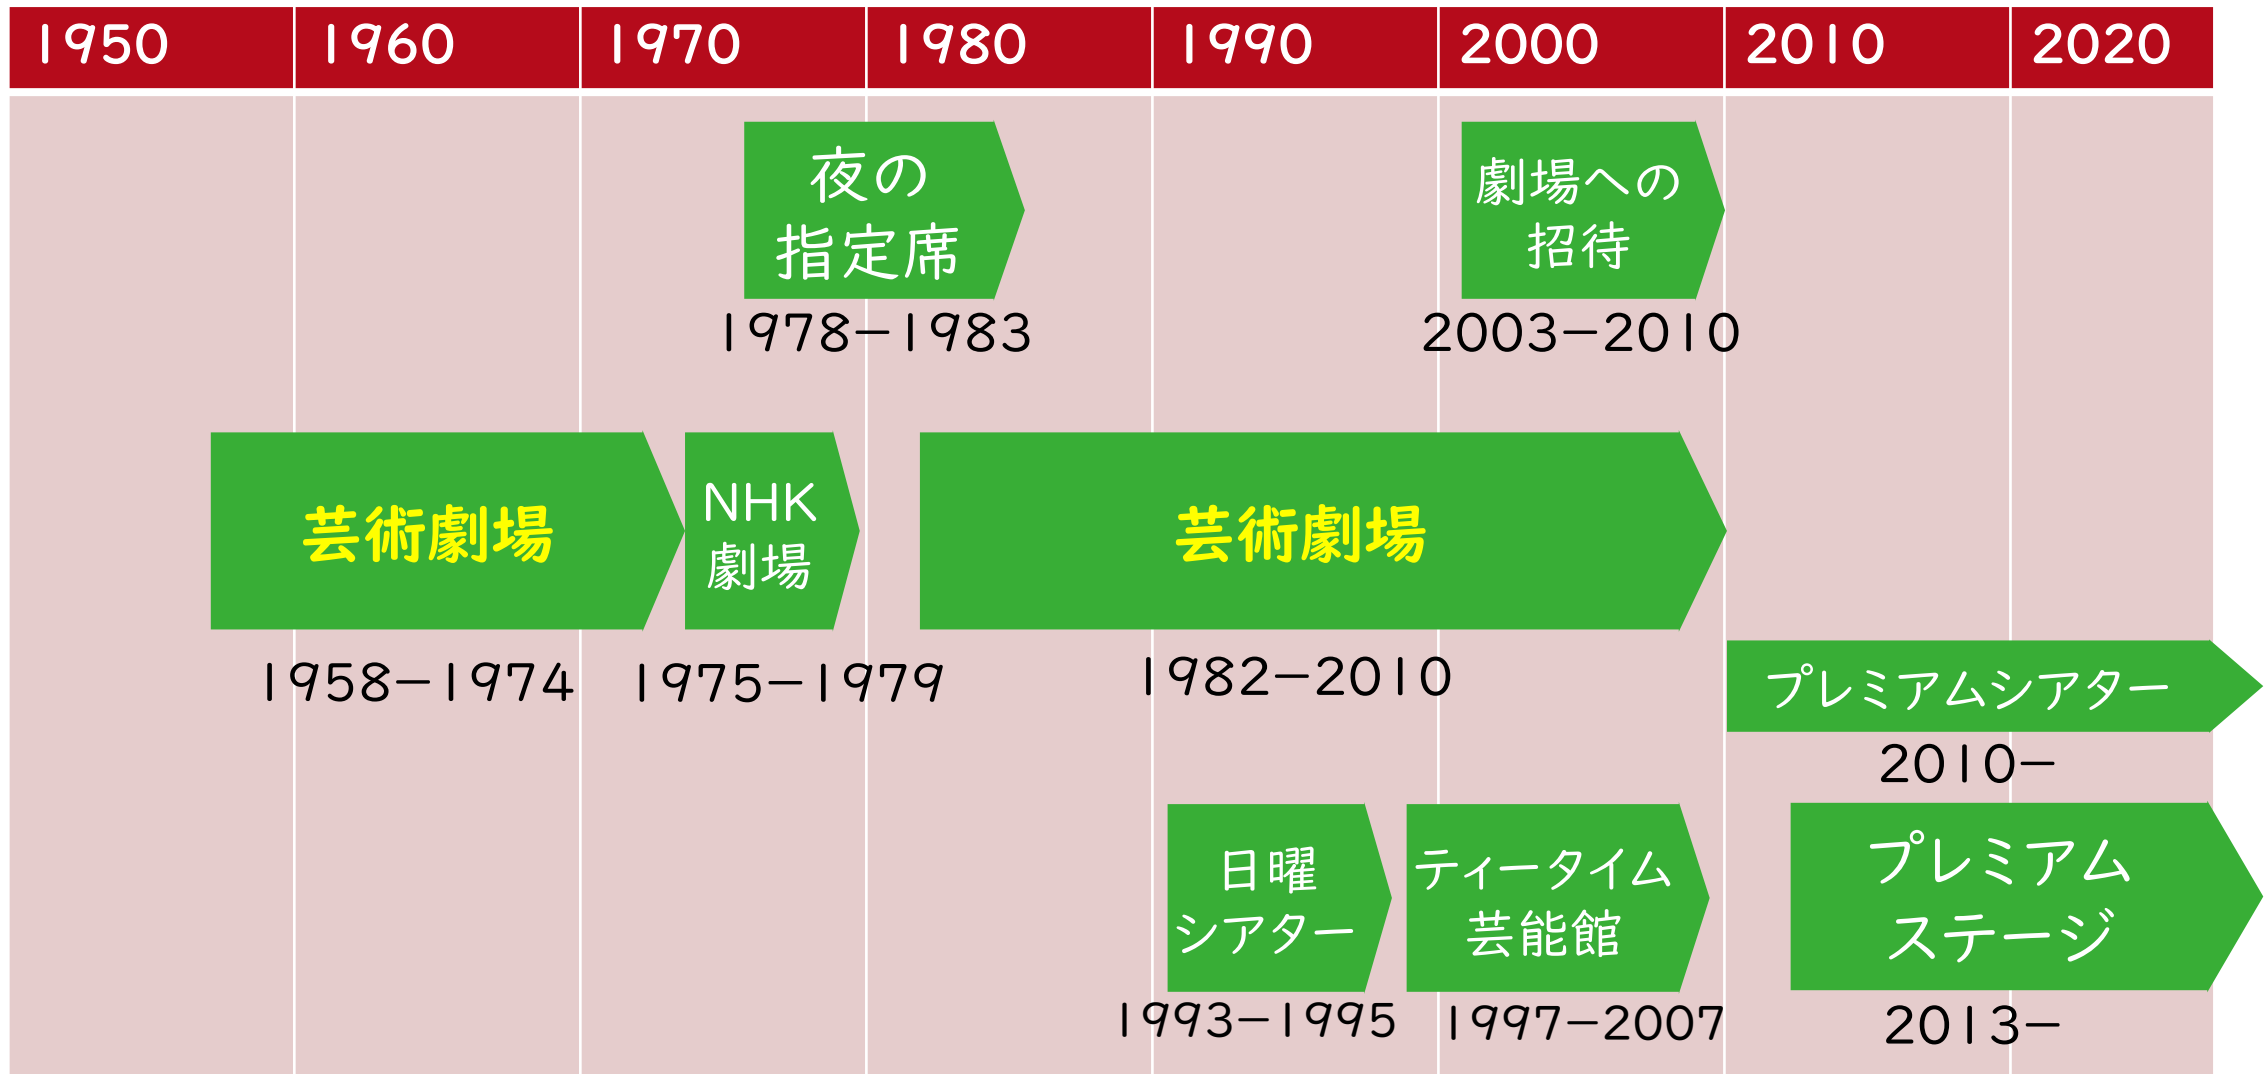 1950 1960 1970 1980 1990 2000 2010 2020
夜の
指定席
1978−1983
劇場への
招待
2003−2010
芸術劇場
1958−1974
NHK
劇場
1975−1979
芸術劇場
1982−2010
プレミアムシアター
2010−
日曜
シアター
1993−1995
ティータイム
芸能館
1997−2007
プレミアム
ステージ
2013−